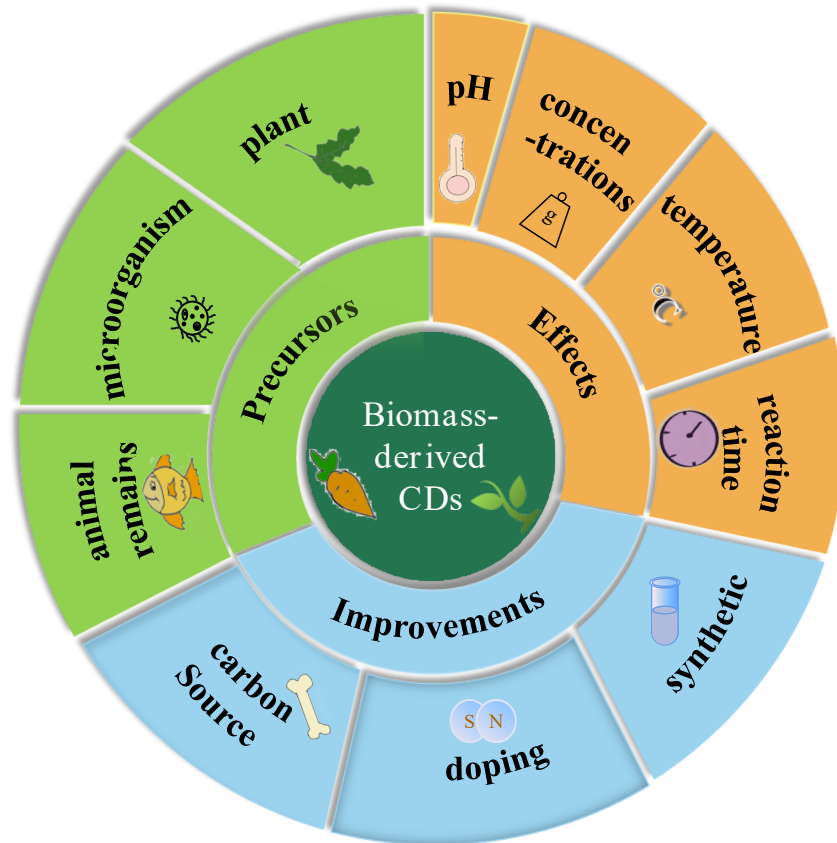 Biomass-
derived
CDs
Precursors
plant
microorganism
animal
remains
Effects
pH
concen
-trations
g
temperature
reaction
time
Improvements
synthetic
S N
doping
carbon
Source